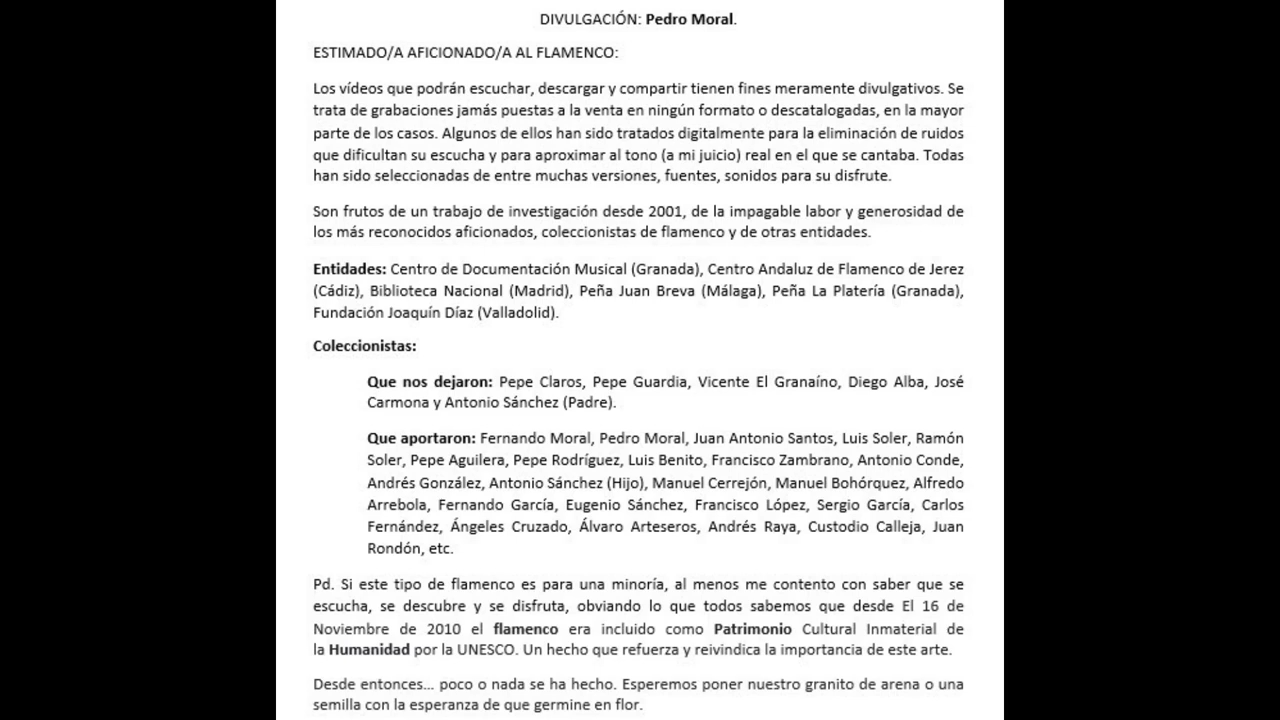 DIVULGACIÓN: Pedro Moral.
ESTIMADO/A AFICIONADO/A AL FLAMENCO:
Los vídeos que podrán escuchar, descargar y compartir tienen fines meramente divulgativos. Se
trata de grabaciones jamás puestas a la venta en ningún formato o descatalogadas, en la mayor
parte de los casos. Algunos de ellos han sido tratados digitalmente para la eliminación de ruidos
que dificultan su escucha y para aproximar al tono (a mi juicio) real en el que se cantaba. Todas
han sido seleccionadas de entre muchas versiones, fuentes, sonidos para su disfrute.
Son frutos de un trabajo de investigación desde 2001, de la impagable labor y generosidad de
los más reconocidos aficionados, coleccionistas de flamenco y de otras entidades.
Entidades: Centro de Documentación Musical (Granada), Centro Andaluz de Flamenco de Jerez
(Cádiz), Biblioteca Nacional (Madrid), Peña Juan Breva (Málaga), Peña La Platería (Granada),
Fundación Joaquín Díaz (Valladolid).
Coleccionistas:
Que nos dejaron: Pepe Claros, Pepe Guardia, Vicente El Granaíno, Diego Alba, José
Carmona y Antonio Sánchez (Padre).
Que aportaron: Fernando Moral, Pedro Moral, Juan Antonio Santos, Luis Soler, Ramón
Soler, Pepe Aguilera, Pepe Rodríguez, Luis Benito, Francisco Zambrano, Antonio Conde,
Andrés González, Antonio Sánchez (Hijo), Manuel Cerrejón, Manuel Bohórquez, Alfredo
Arrebola, Fernando García, Eugenio Sánchez, Francisco López, Sergio García, Carlos
Fernández, Ángeles Cruzado, Álvaro Arteseros, Andrés Raya, Custodio Calleja, Juan
Rondón, etc.
Pd. Si este tipo de flamenco es para una minoría, al menos me contento con saber que se
escucha, se descubre y se disfruta, obviando lo que todos sabemos que desde El 16 de
Noviembre de 2010 el flamenco era incluido como Patrimonio Cultural Inmaterial de
la Humanidad por la UNESCO. Un hecho que refuerza y reivindica la importancia de este arte.
Desde entonces... poco o nada se ha hecho. Esperemos poner nuestro granito de arena o una
semilla con la esperanza de que germine en flor.